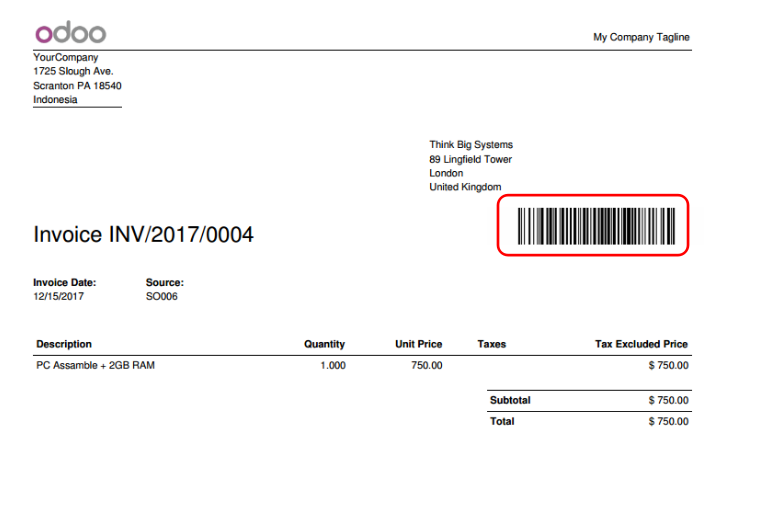 odoo
My Company Tagline
YourCompany
1725 Slough Ave.
Scranton PA 18540
Indonesia
Think Big Systems
89 Lingfield Tower
London
United Kingdom
Invoice INV/2017/0004
Invoice Date: Source:
12/15/2017 SO006
Description Quantity Unit Price Taxes Tax Excluded Price
PC Assamble + 2GB RAM 1.000 750.00 $ 750.00
Subtotal $ 750.00
Total $ 750.00